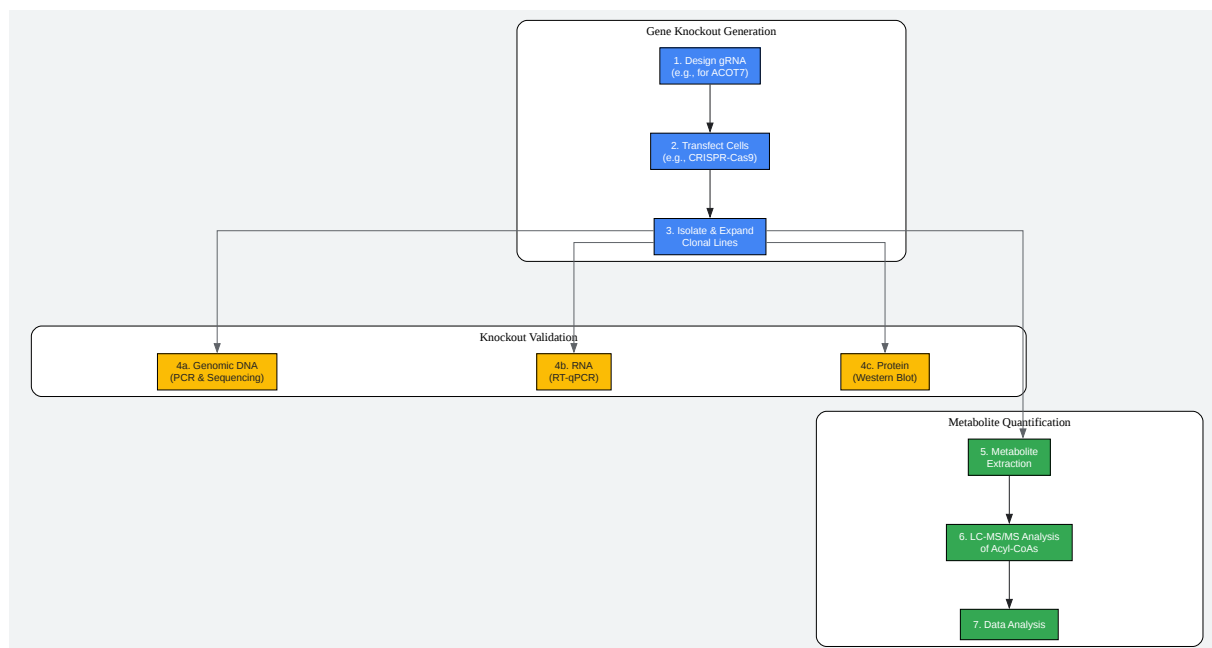 Gene Knockout Generation
1. Design gRNA
(e.g., for ACOT7)
2. Transfect Cells
(e.g., CRISPR-Cas9)
3. Isolate & Expand
Clonal Lines
Knockout Validation
4a. Genomic DNA
(PCR & Sequencing)
4b. RNA
(RT-qPCR)
4c. Protein
(Western Blot)
Metabolite Quantification
5. Metabolite
Extraction
6. LC-MS/MS Analysis
of Acyl-CoAs
7. Data Analysis